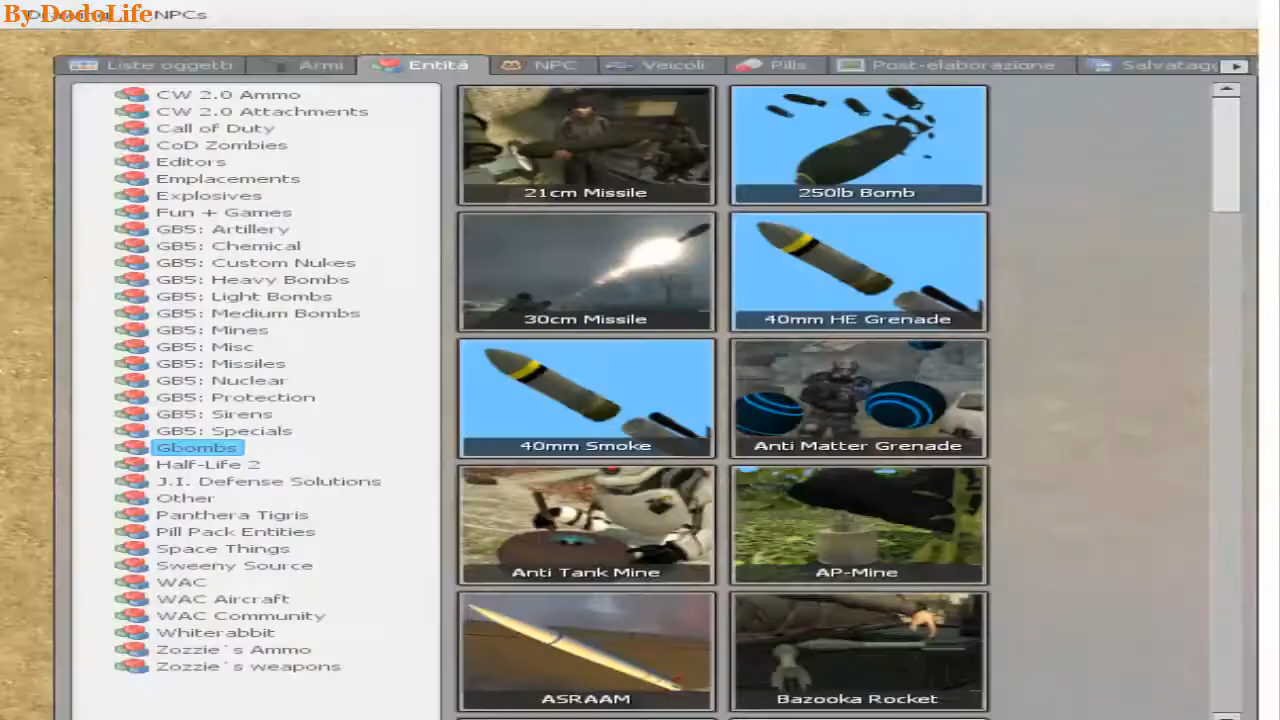 By DodoLife
NPCs
Liste oggetti
Armi
Entità
NPC
Veicoli
Pills
Post-elaborazione
CW 2.0 Ammo
CW 2.0 Attachments
Call of Duty
CoD Zombies
Editors
Emplacements
Explosives
Fun + Games
GB5: Artillery
GB5: Chemical
GB5: Custom Nukes
GB5: Heavy Bombs
GB5: Light Bombs
GB5: Medium Bombs
GB5: Mines
GB5: Misc
GB5: Missiles
GB5: Nuclear
GB5: Protection
GB5: Sirens
GB5: Specials
Gbombs
Half-Life 2
J.I. Defense Solutions
Other
Panthera Tigris
Pill Pack Entities
Space Things
Sweeny Source
WAC
WAC Aircraft
WAC Community
Whiterabbit
Zozzie`s Ammo
Zozzie`s weapons
21cm Missile
250lb Bomb
30cm Missile
40mm HE Grenade
40mm Smoke
Anti Matter Grenade
Anti Tank Mine
AP-Mine
ASRAAM
Bazooka Rocket